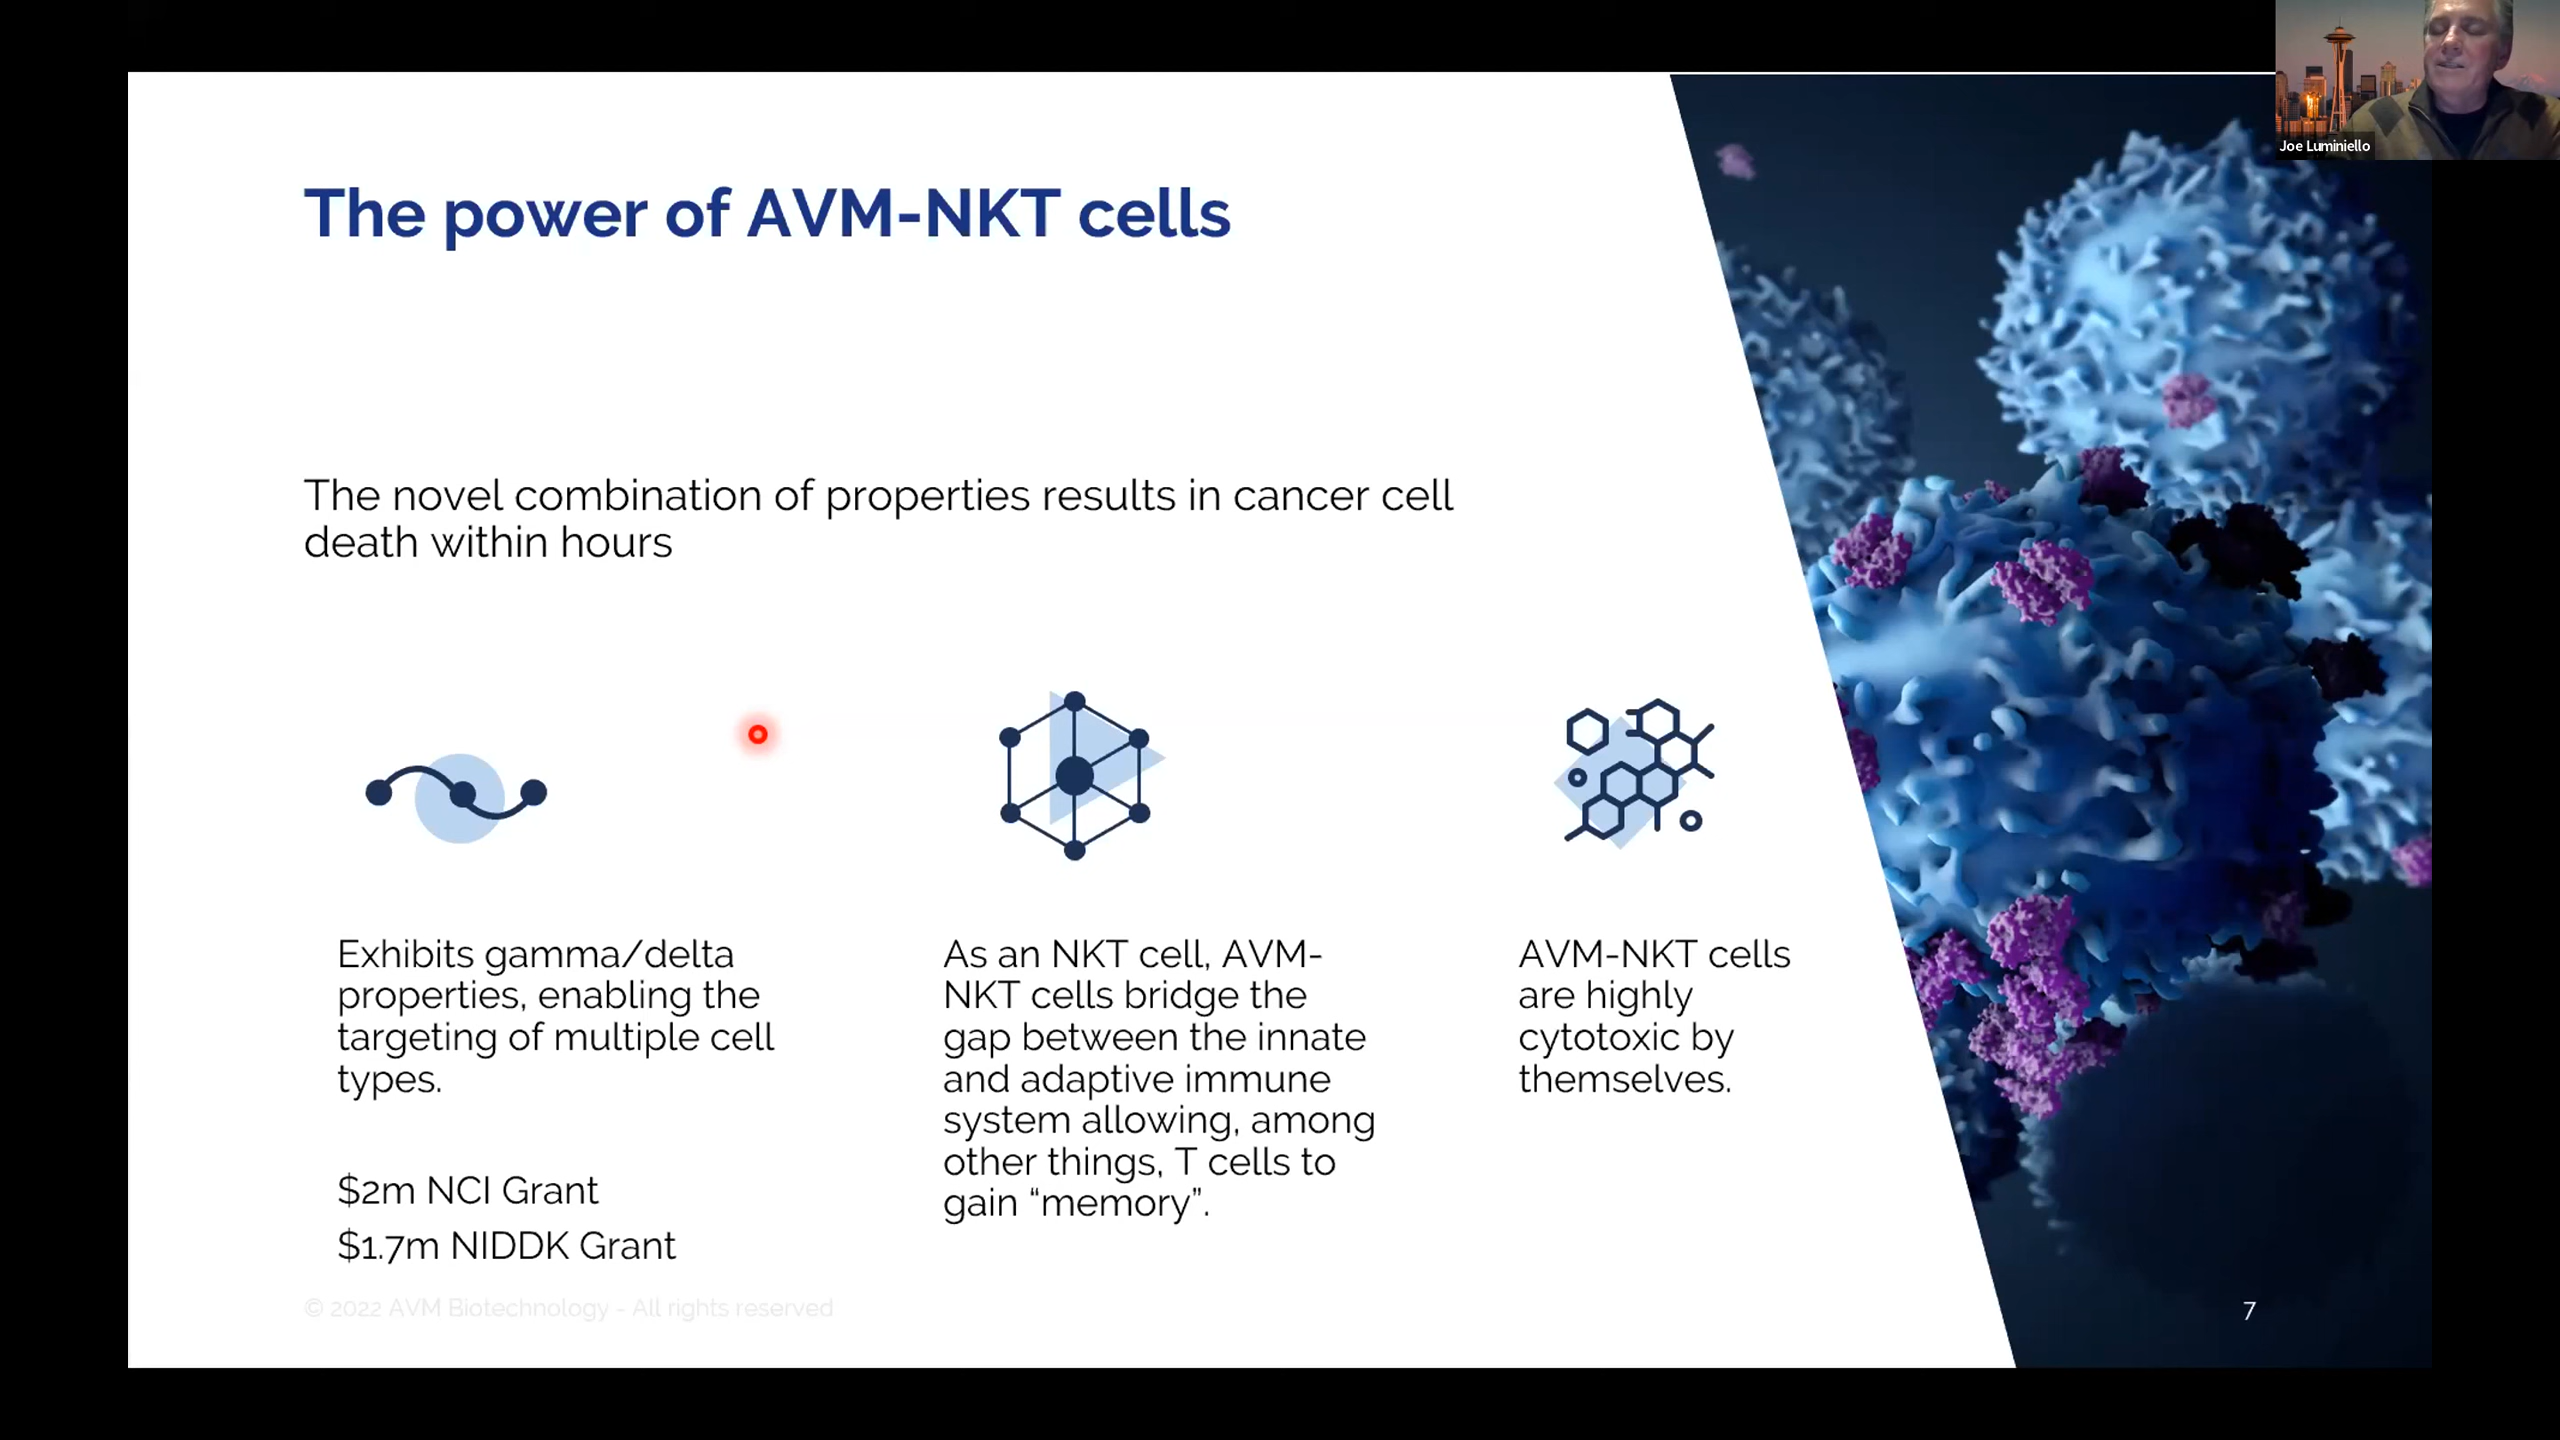 Joe Luminiello
The power of AVM-NKT cells
The novel combination of properties results in cancer cell
death within hours
Exhibits gamma/delta
properties, enabling the
targeting of multiple cell
types.
$2m NCI Grant
$1.7m NIDDK Grant
As an NKT cell, AVM-
NKT cells bridge the
gap between the innate
and adaptive immune
system allowing, among
other things, T cells to
gain “memory”.
AVM-NKT cells
are highly
cytotoxic by
themselves.
© 2022 AVM Biotechnology - All rights reserved
7